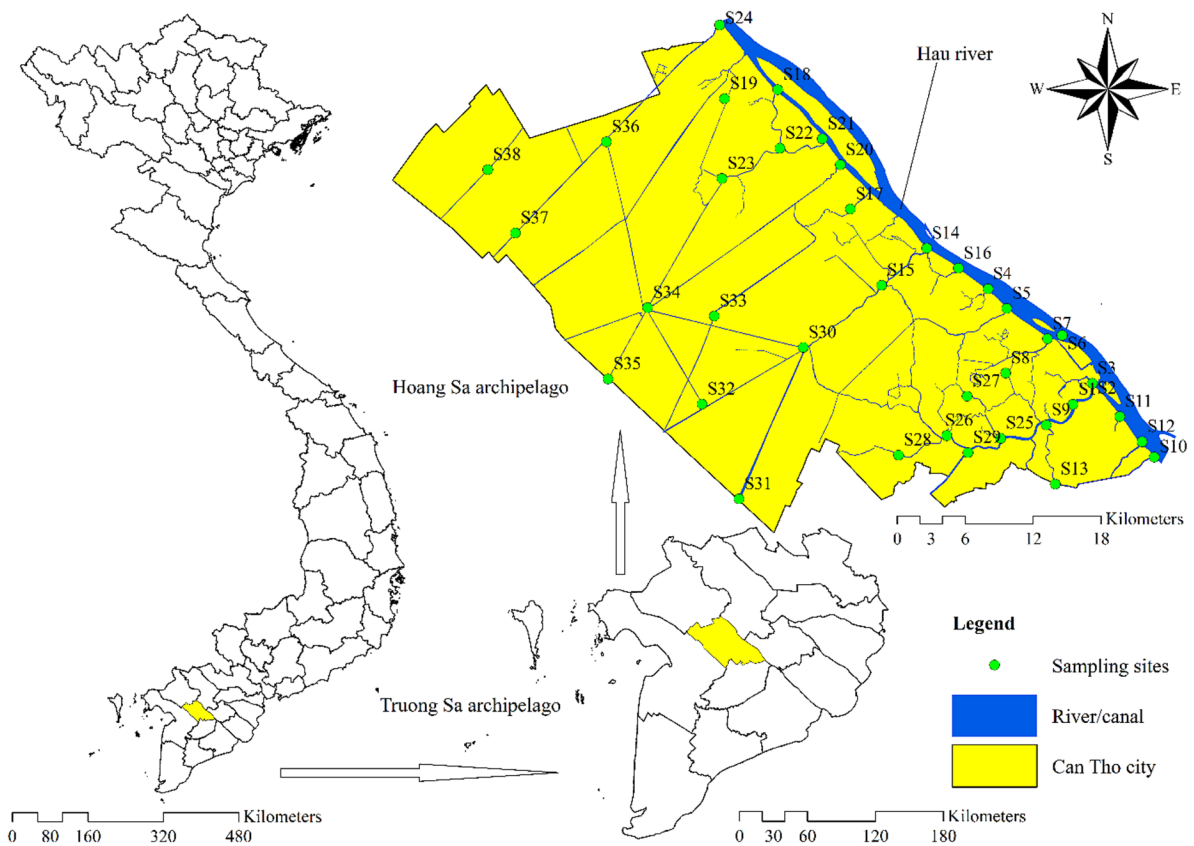 S24
N
Hau river
S18
W
E
S19
S21
S36
S22
S20
S
S38
S23
S17
S37
S14
S16
S15
S4
S34
S33
S5
S7
S30
S6
S8
S3
Hoang Sa archipelago
S35
S27
S1
S2
S32
S9
S11
S26
S25
S12
S28
S29
S10
S13
S31
Kilometers
0 3 6 12 18
Legend
Sampling sites
Truong Sa archipelago
River/canal
Can Tho city
Kilometers
0 80 160 320 480
Kilometers
0 30 60 120 180